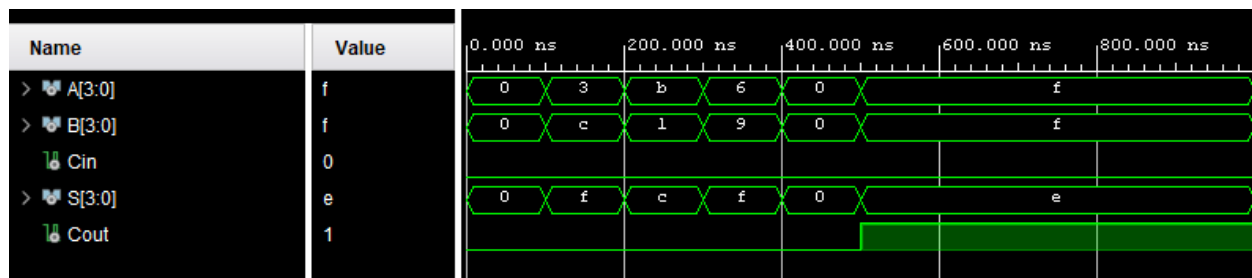 Name Value 0.000 ns 200.000 ns 400.000 ns 600.000 ns 800.000 ns
> A[3:0] f 0 3 b 6 0 f
> B[3:0] f 0 c 1 9 0 f
Cin 0
> S[3:0] e 0 f c f 0 e
Cout 1